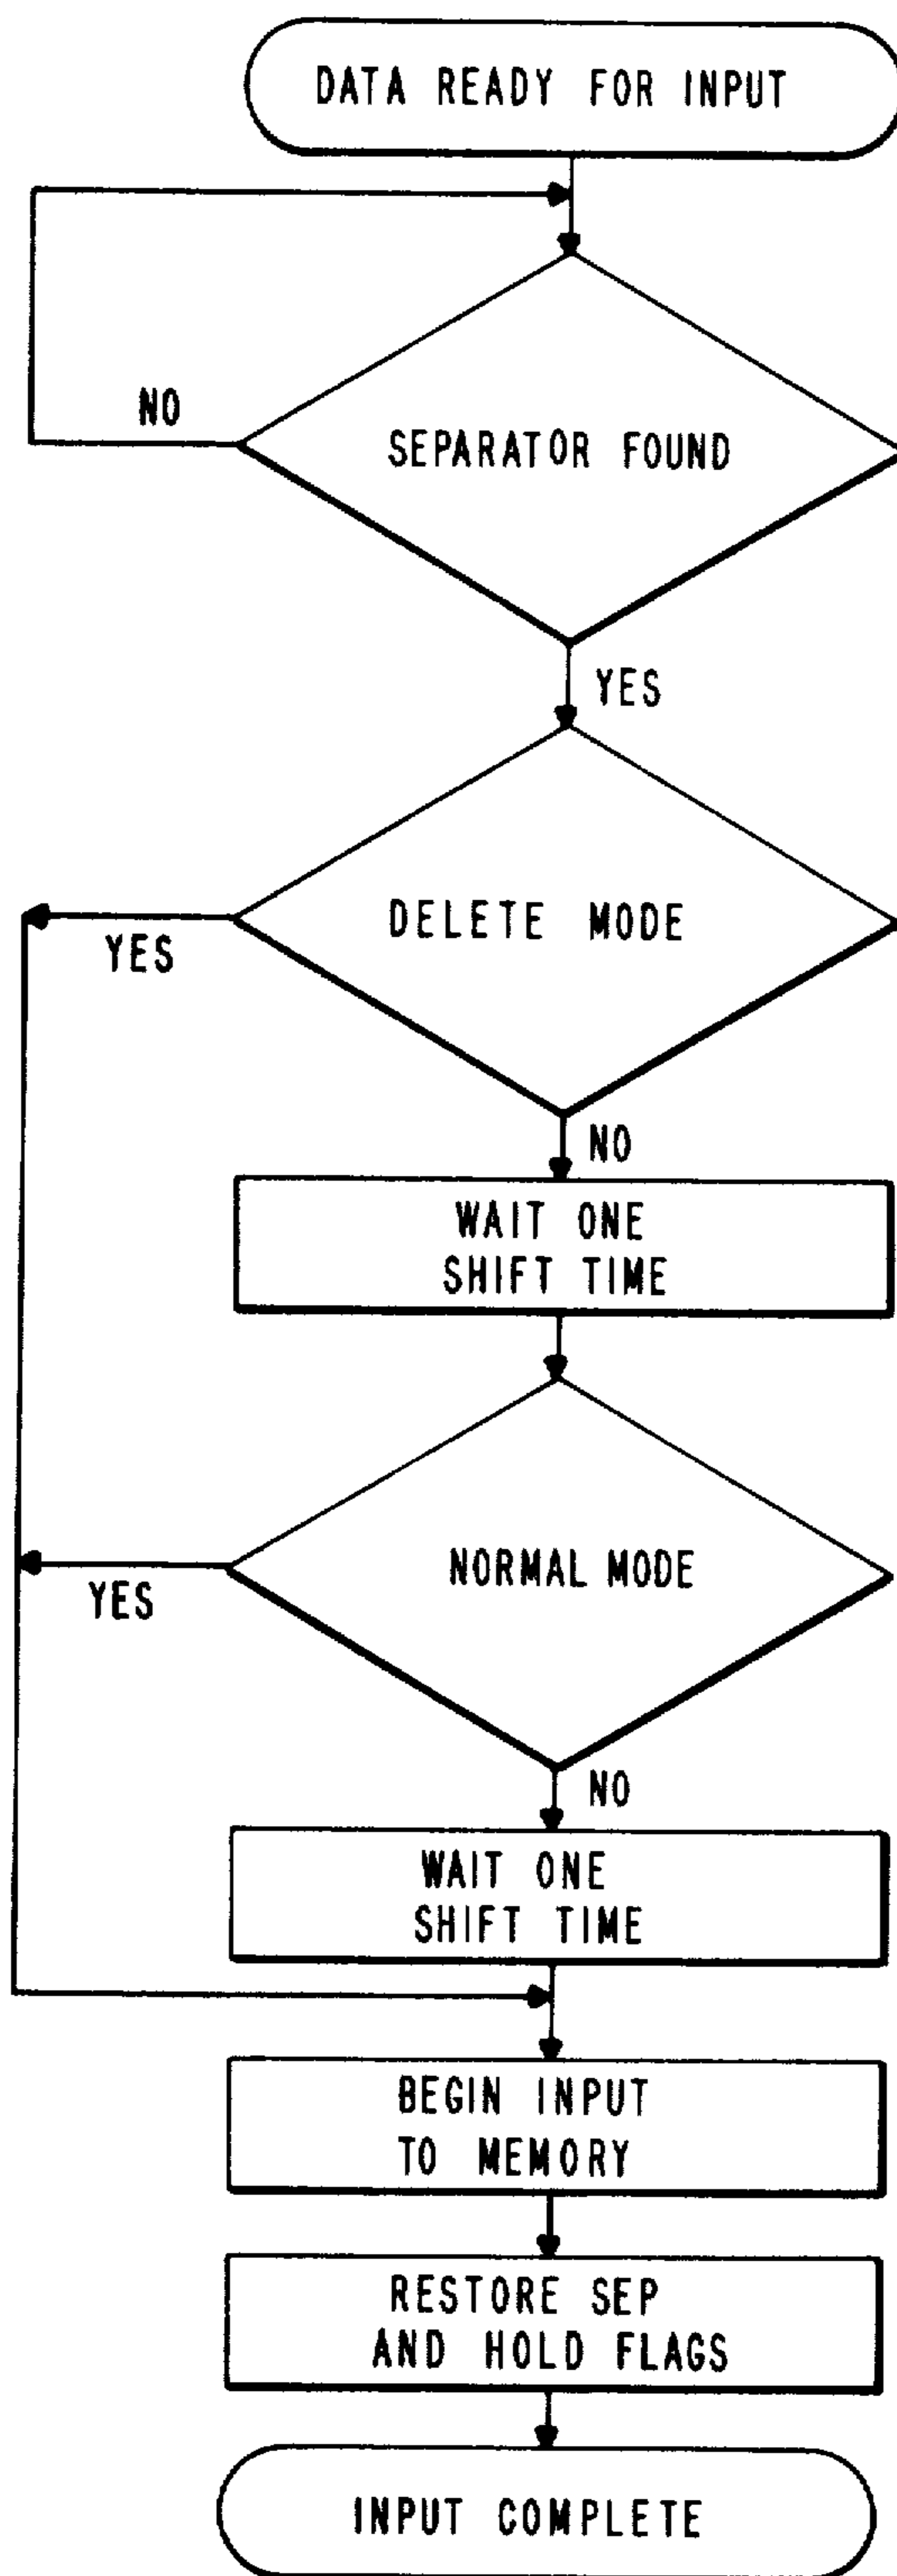 DATA READY FOR INPUT
NO
SEPARATOR FOUND
YES
DELETE MODE
YES
NO
WAIT ONE
SHIFT TIME
NORMAL MODE
YES
NO
WAIT ONE
SHIFT TIME
BEGIN INPUT
TO MEMORY
RESTORE SEP
AND HOLD FLAGS
INPUT COMPLETE